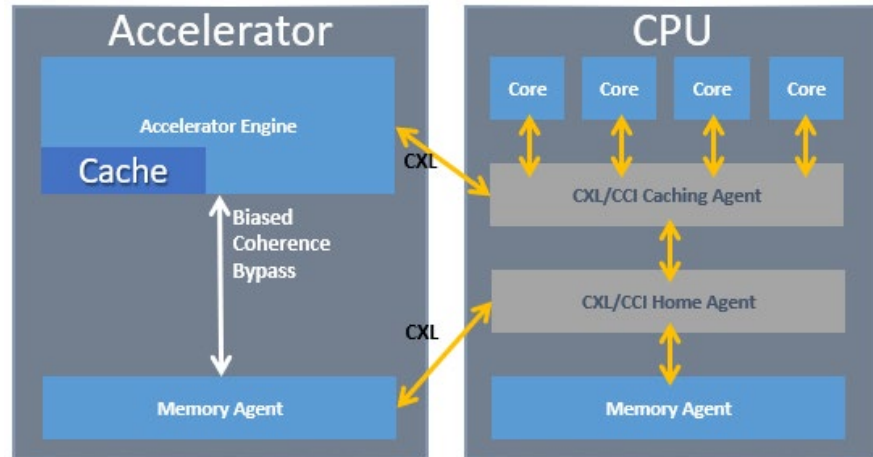 Accelerator
Accelerator Engine
Cache
Biased
Coherence
Bypass
Memory Agent
CXL
CXL
CPU
Core
Core
Core
Core
CXL/CCI Caching Agent
CXL/CCI Home Agent
Memory Agent